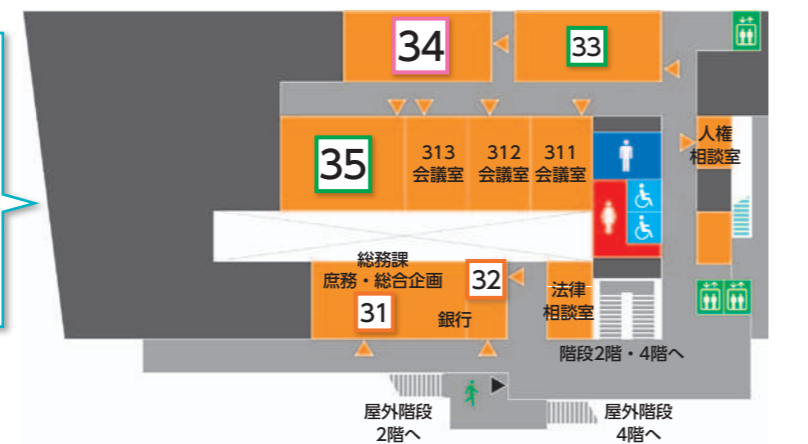 34
33
35
313
会議室
312
会議室
311
会議室
人権
相談室
総務課
庶務・総合企画
31
32
銀行
法律
相談室
階段2階・4階へ
屋外階段
2階へ
屋外階段
4階へ